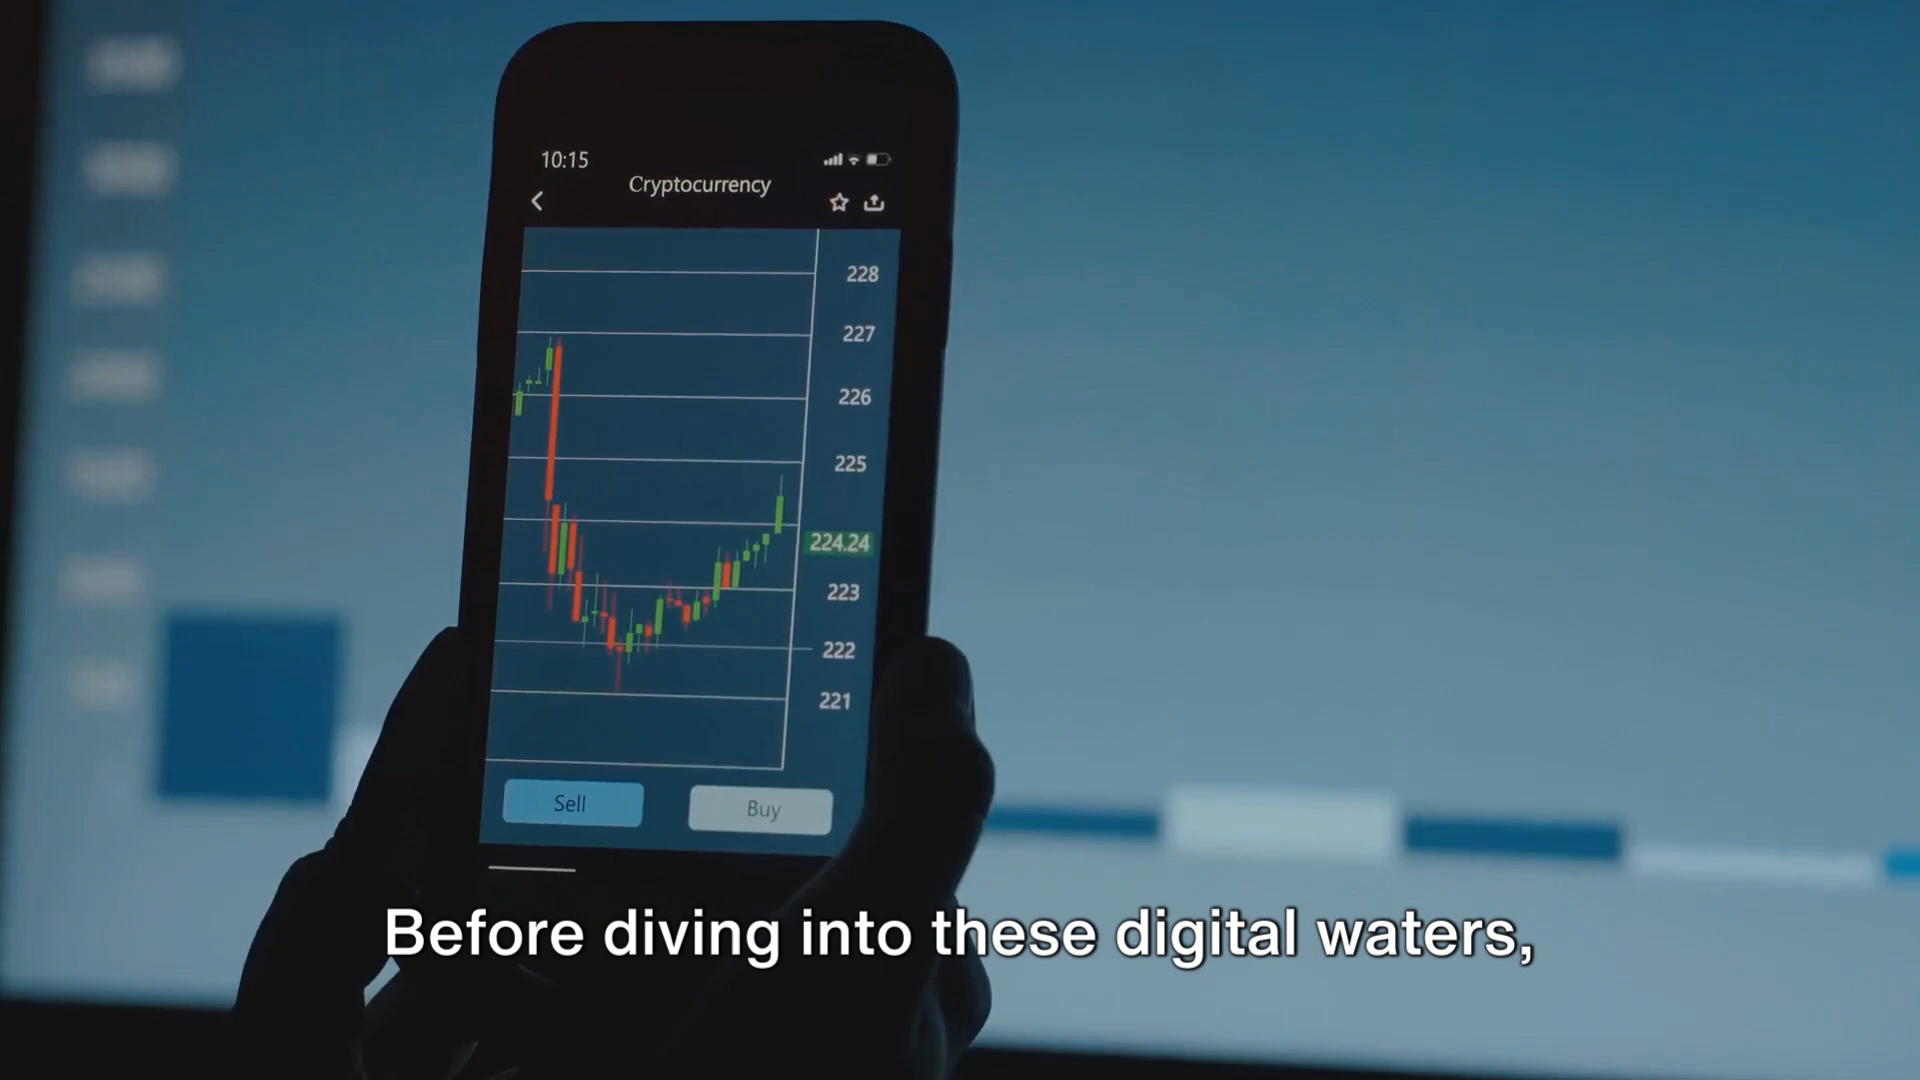 10:15
Cryptocurrency
228
227
226
225
224.24
223
222
221
Sell
Buy
Before diving into these digital waters,